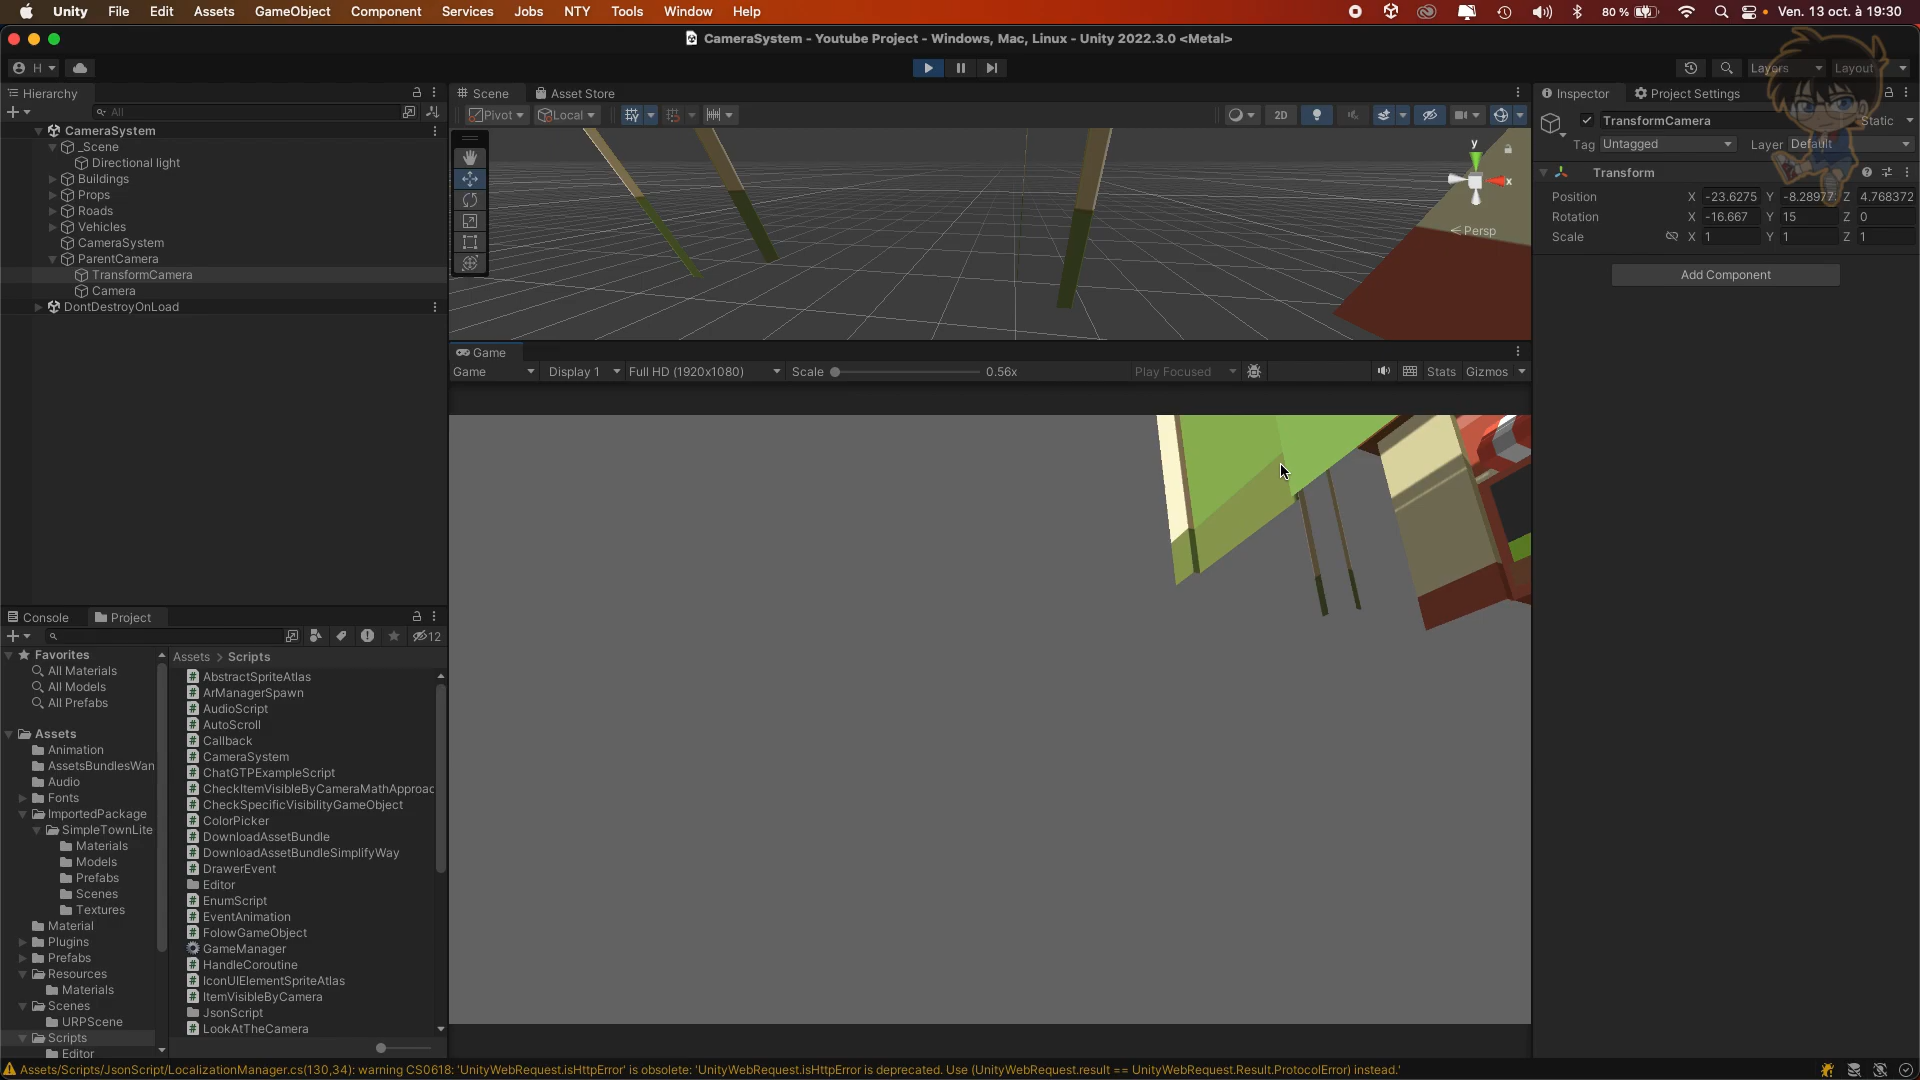 Unity File Edit Assets GameObject Component Services Jobs NTY Tools Window Help 80 % Ven. 13 oct. à 19:30
CameraSystem - Youtube Project - Windows, Mac, Linux - Unity 2022.3.0 <Metal>
H Layers Layout
Hierarchy
All
CameraSystem
_Scene
Directional light
Buildings
Props
Roads
Vehicles
CameraSystem
ParentCamera
TransformCamera
Camera
DontDestroyOnLoad
Scene Asset Store
Pivot Local 2D
y
x
Persp
Game
Game Display 1 Full HD (1920x1080) Scale 0.56x Play Focused Stats Gizmos
Inspector Project Settings
TransformCamera Static
Tag Untagged Layer Default
Transform
Position X -23.6275 Y -8.28977 Z 4.768372
Rotation X -16.667 Y 15 Z 0
Scale X 1 Y 1 Z 1
Add Component
Console Project
12
Favorites
All Materials
All Models
All Prefabs
Assets
Animation
AssetsBundlesWan
Audio
Fonts
ImportedPackage
SimpleTownLite
Materials
Models
Prefabs
Scenes
Textures
Material
Plugins
Prefabs
Resources
Materials
Scenes
URPScene
Scripts
Editor
Assets > Scripts
AbstractSpriteAtlas
ArManagerSpawn
AudioScript
AutoScroll
Callback
CameraSystem
ChatGTPExampleScript
CheckItemVisibleByCameraMathApproac
CheckSpecificVisibilityGameObject
ColorPicker
DownloadAssetBundle
DownloadAssetBundleSimplifyWay
DrawerEvent
Editor
EnumScript
EventAnimation
FolowGameObject
GameManager
HandleCoroutine
IconUIElementSpriteAtlas
ItemVisibleByCamera
JsonScript
LookAtTheCamera
Assets/Scripts/JsonScript/LocalizationManager.cs(130,34): warning CS0618: 'UnityWebRequest.isHttpError' is obsolete: 'UnityWebRequest.isHttpError is deprecated. Use (UnityWebRequest.result == UnityWebRequest.Result.ProtocolError) instead.'